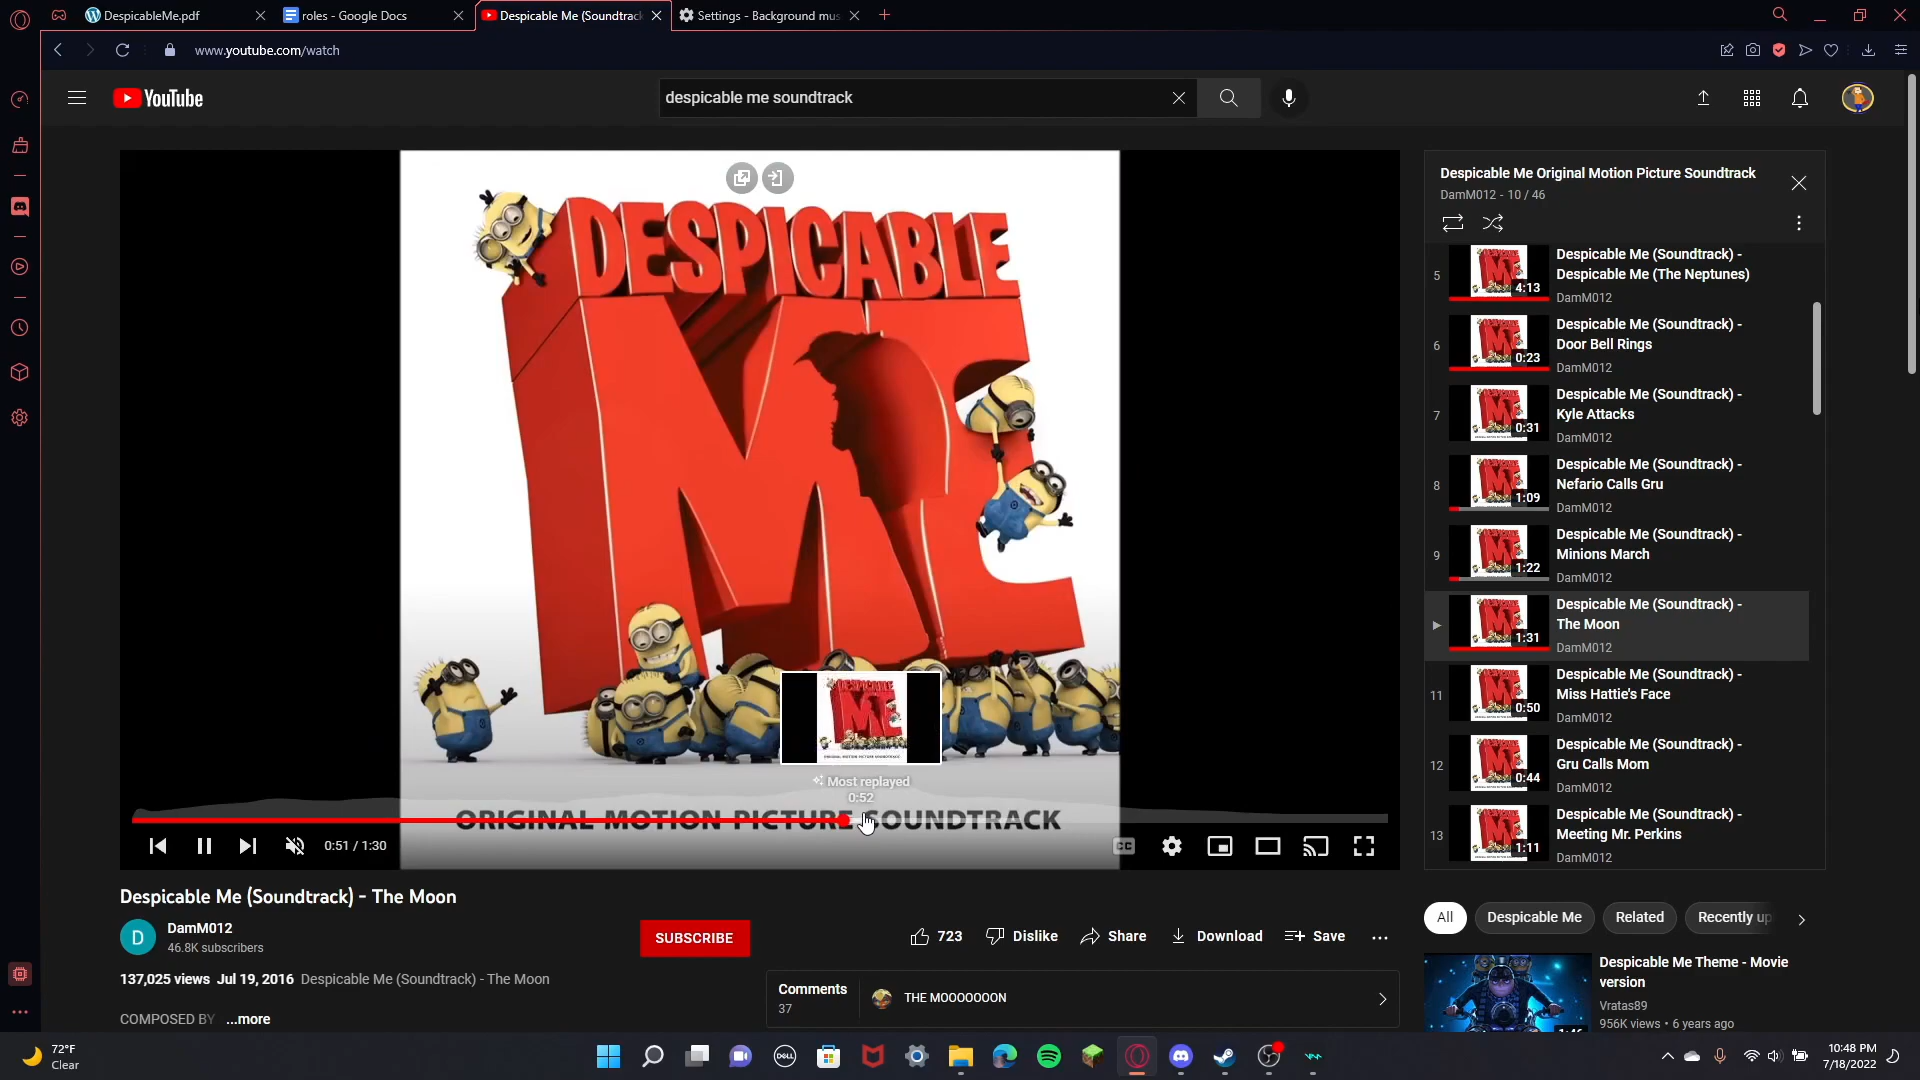 DespicableMe.pdf
roles - Google Docs
Despicable Me (Soundtrac
Settings - Background mus
www.youtube.com/watch
YouTube
despicable me soundtrack
DESPICABLE
ME
ORIGINAL MOTION PICTURE SOUNDTRACK
Most replayed
0:52
0:51 / 1:30
CC
Despicable Me (Soundtrack) - The Moon
D
DamM012
46.8K subscribers
SUBSCRIBE
723
Dislike
Share
Download
Save
137,025 views Jul 19, 2016 Despicable Me (Soundtrack) - The Moon
COMPOSED BY ...more
Comments
37
THE MOOOOOOON
Despicable Me Original Motion Picture Soundtrack
DamM012 - 10 / 46
5
4:13
Despicable Me (Soundtrack) -
Despicable Me (The Neptunes)
DamM012
6
0:23
Despicable Me (Soundtrack) -
Door Bell Rings
DamM012
7
0:31
Despicable Me (Soundtrack) -
Kyle Attacks
DamM012
8
1:09
Despicable Me (Soundtrack) -
Nefario Calls Gru
DamM012
9
1:22
Despicable Me (Soundtrack) -
Minions March
DamM012
1:31
Despicable Me (Soundtrack) -
The Moon
DamM012
11
0:50
Despicable Me (Soundtrack) -
Miss Hattie's Face
DamM012
12
0:44
Despicable Me (Soundtrack) -
Gru Calls Mom
DamM012
13
1:11
Despicable Me (Soundtrack) -
Meeting Mr. Perkins
DamM012
All
Despicable Me
Related
Recently up
Despicable Me Theme - Movie
version
Vratas89
956K views • 6 years ago
1:46
72°F
Clear
DELL
10:48 PM
7/18/2022